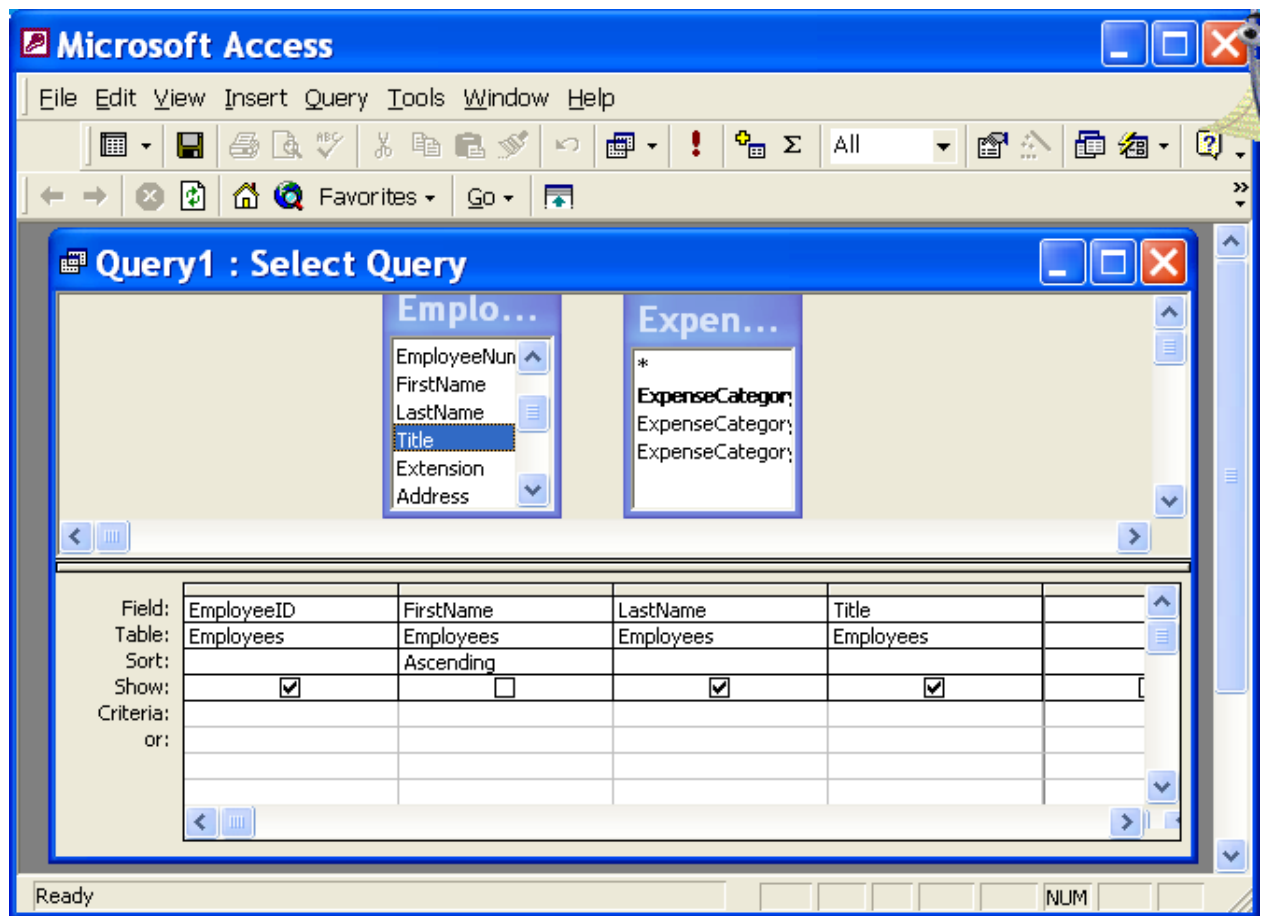 Microsoft Access
File Edit View Insert Query Tools Window Help
ABC Σ All
Favorites Go
Query1 : Select Query
Emplo... Expen...
EmployeeNun
FirstName
LastName
Title
Extension
Address
*
ExpenseCategory
ExpenseCategory
ExpenseCategory
Field: EmployeeID FirstName LastName Title
Table: Employees Employees Employees Employees
Sort: Ascending
Show:
Criteria:
or:
Ready NUM